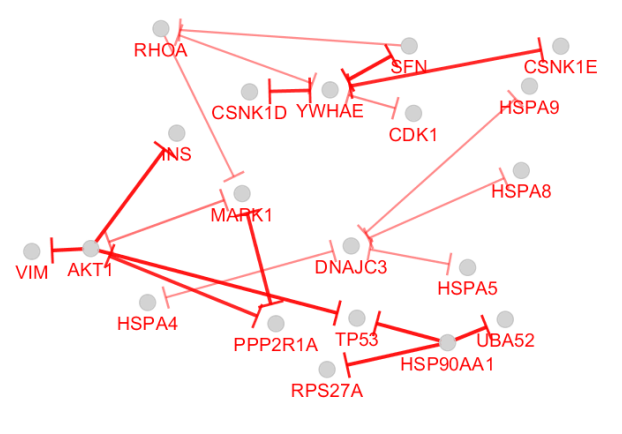 RHOA
SFN
CSNK1E
CSNK1D
YWHAE
HSPA9
CDK1
INS
HSPA8
MARK1
VIM
AKT1
DNAJC3
HSPA5
HSPA4
PPP2R1A
TP53
UBA52
HSP90AA1
RPS27A